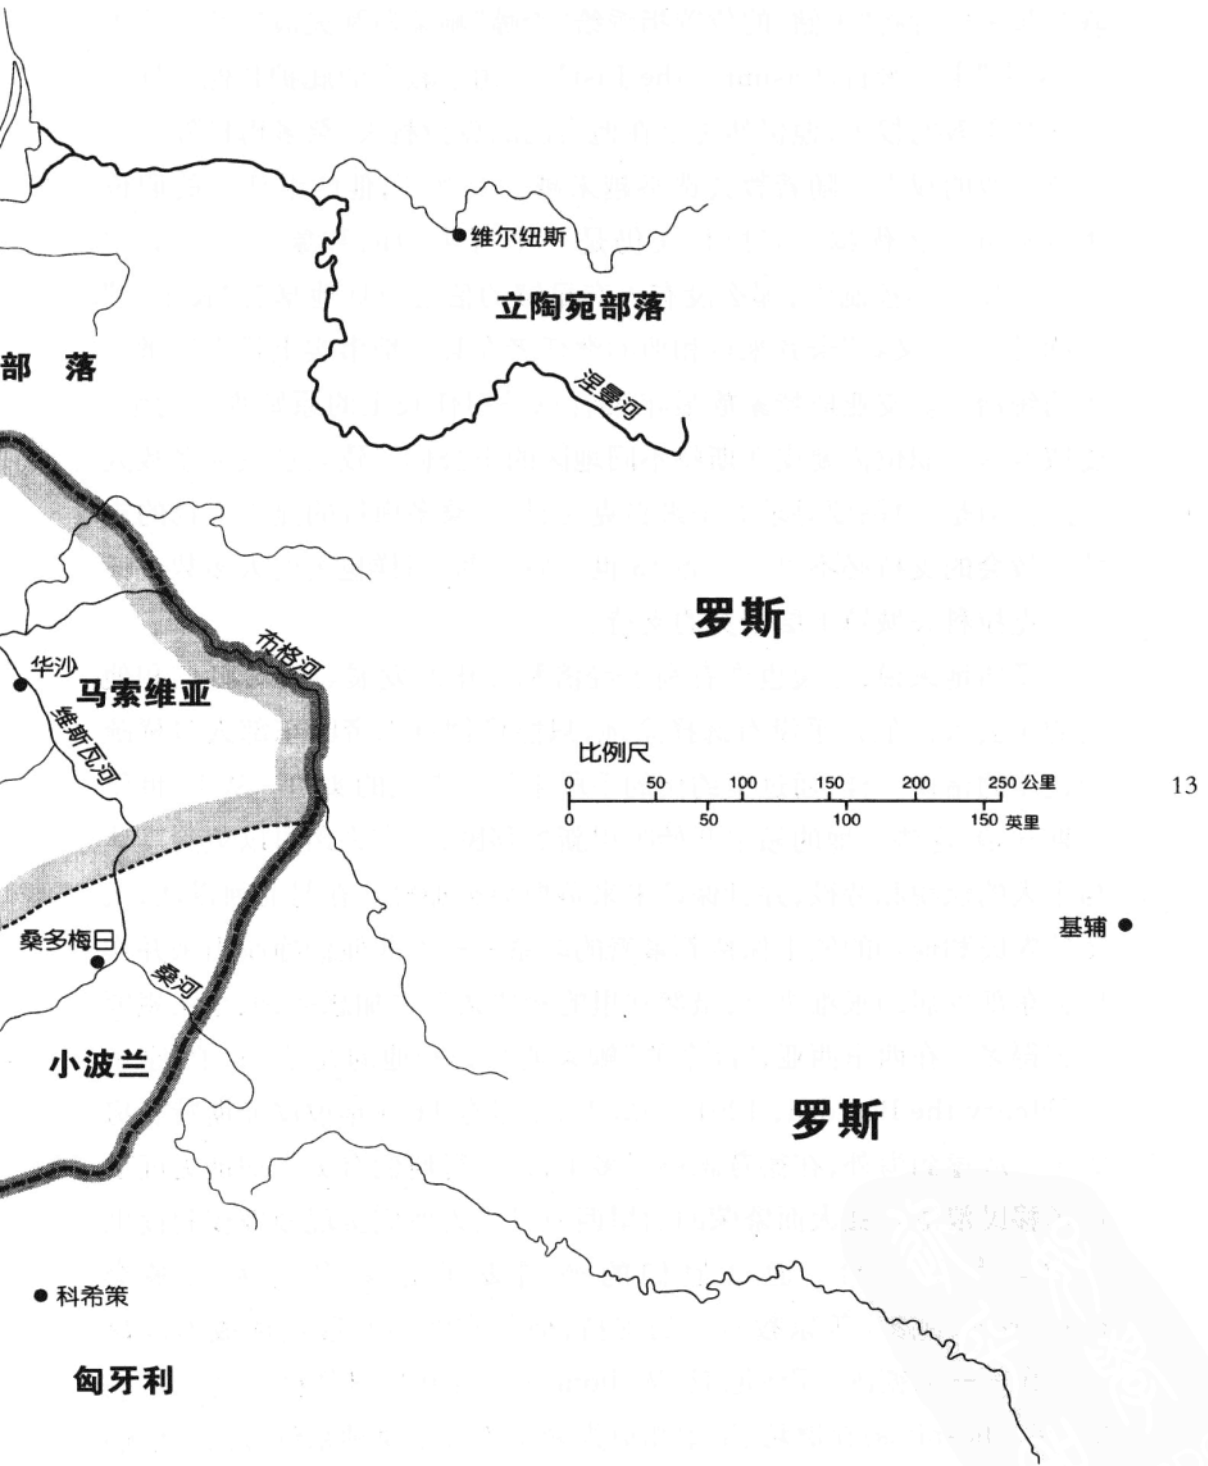 维尔纽斯
立陶宛部落
部 落
涅曼河
罗斯
布格河
华沙
马索维亚
维斯瓦河
比例尺
0 50 100 150 200 250 公里
0 50 100 150 英里
13
基辅
桑多梅日
桑河
小波兰
罗斯
科希策
匈牙利